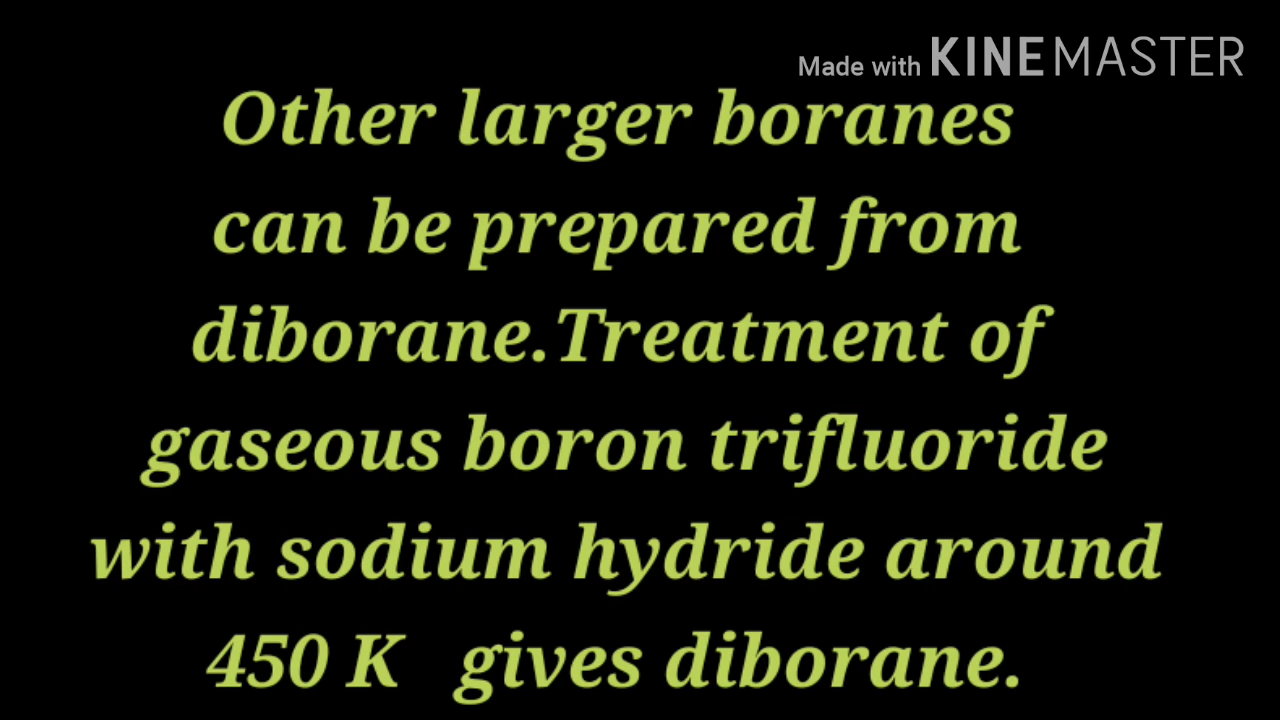 Made with KINEMASTER
Other larger boranes
can be prepared from
diborane.Treatment of
gaseous boron trifluoride
with sodium hydride around
450 K gives diborane.